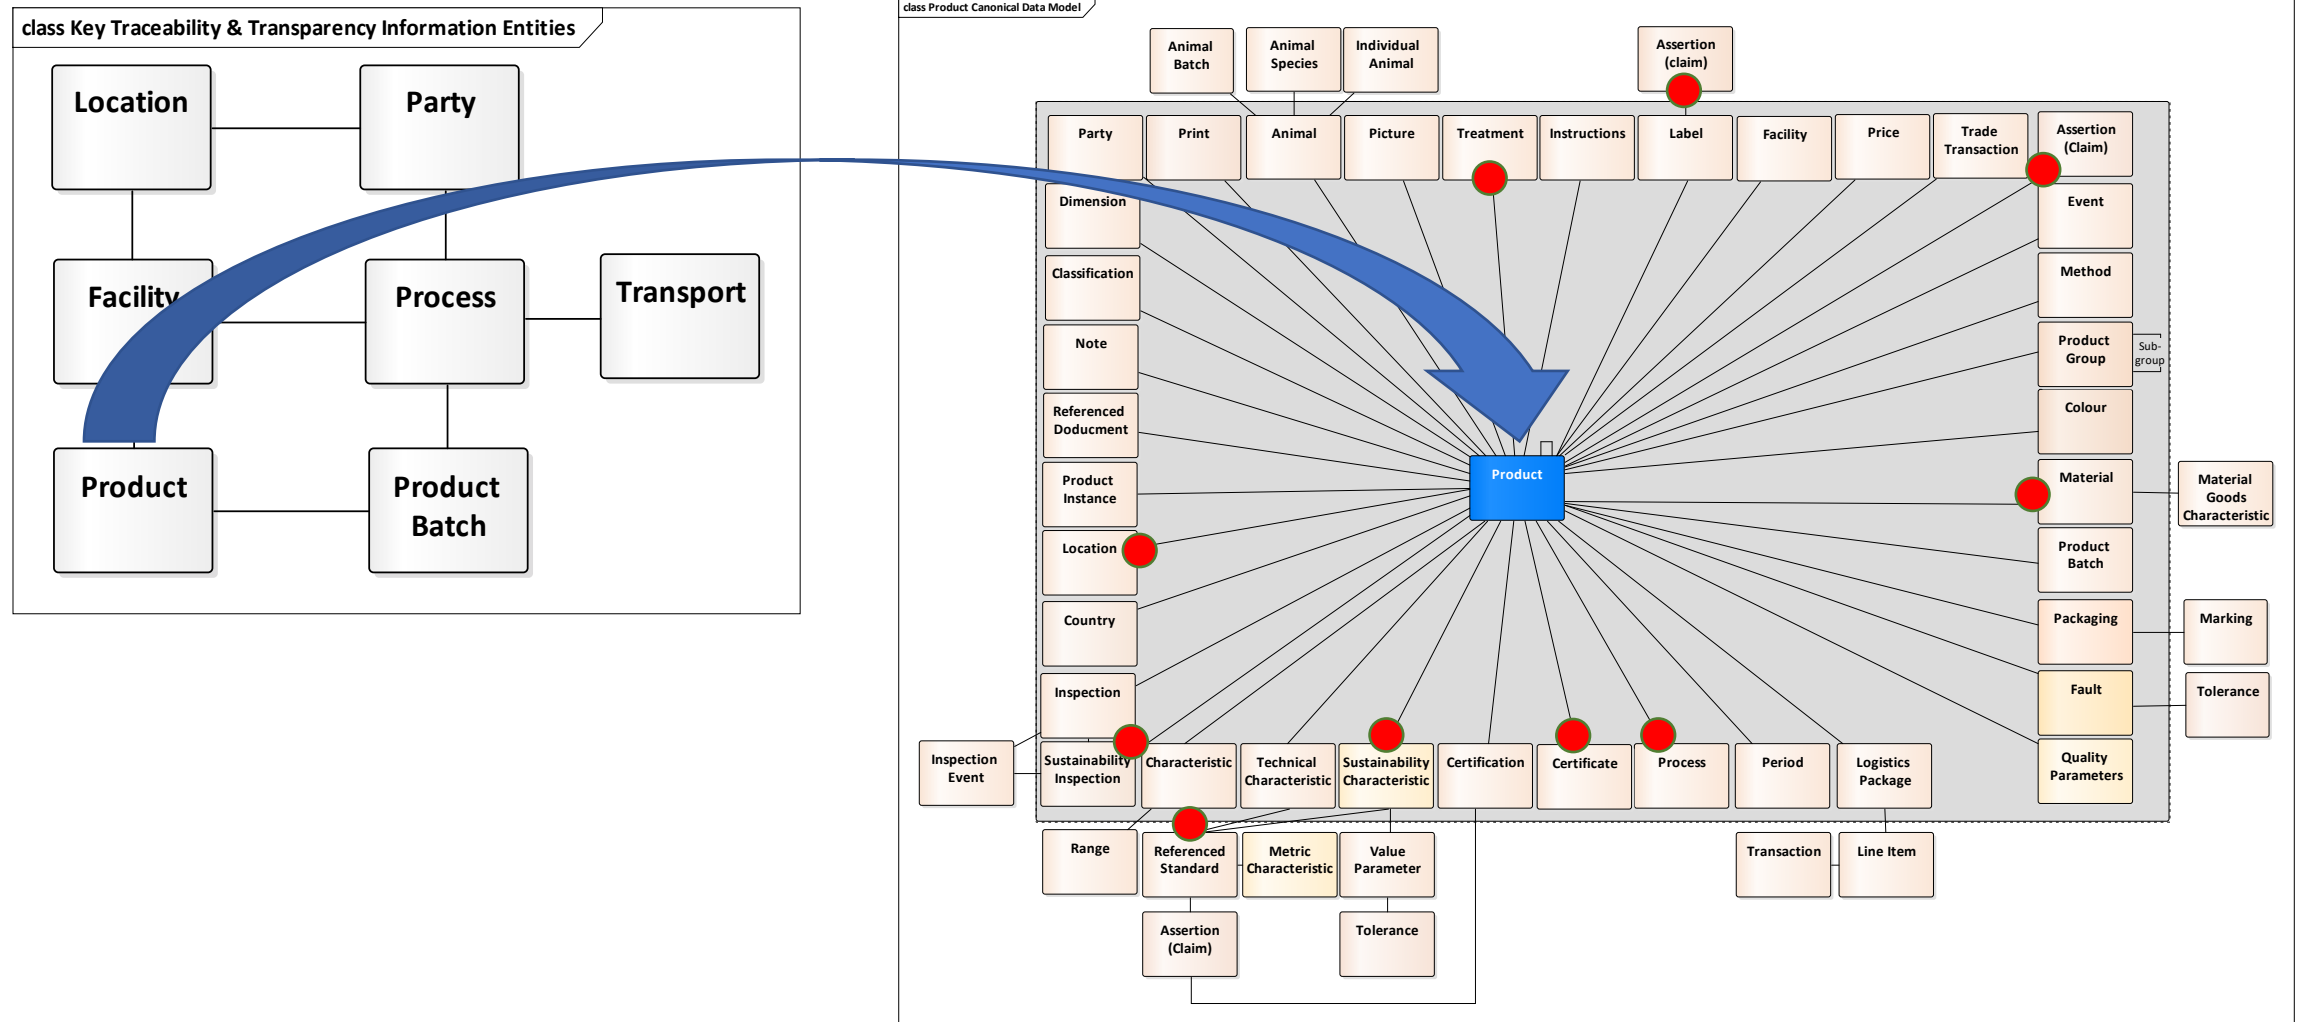 class Key Traceability & Transparency Information Entities
Location
Party
Facility
Process
Transport
Product
Product
Batch
class Product Canonical Data Model
Animal
Batch
Animal
Species
Individual
Animal
Assertion
(claim)
Party
Print
Animal
Picture
Treatment
Instructions
Label
Facility
Price
Trade
Transaction
Assertion
(Claim)
Dimension
Event
Classification
Method
Note
Product
Group
Sub-
group
Referenced
Doducment
Colour
Product
Instance
Product
Material
Material
Goods
Characteristic
Location
Product
Batch
Country
Packaging
Marking
Inspection
Fault
Tolerance
Inspection
Event
Sustainability
Inspection
Characteristic
Technical
Characteristic
Sustainability
Characteristic
Certification
Certificate
Process
Period
Logistics
Package
Quality
Parameters
Range
Referenced
Standard
Metric
Characteristic
Value
Parameter
Transaction
Line Item
Assertion
(Claim)
Tolerance